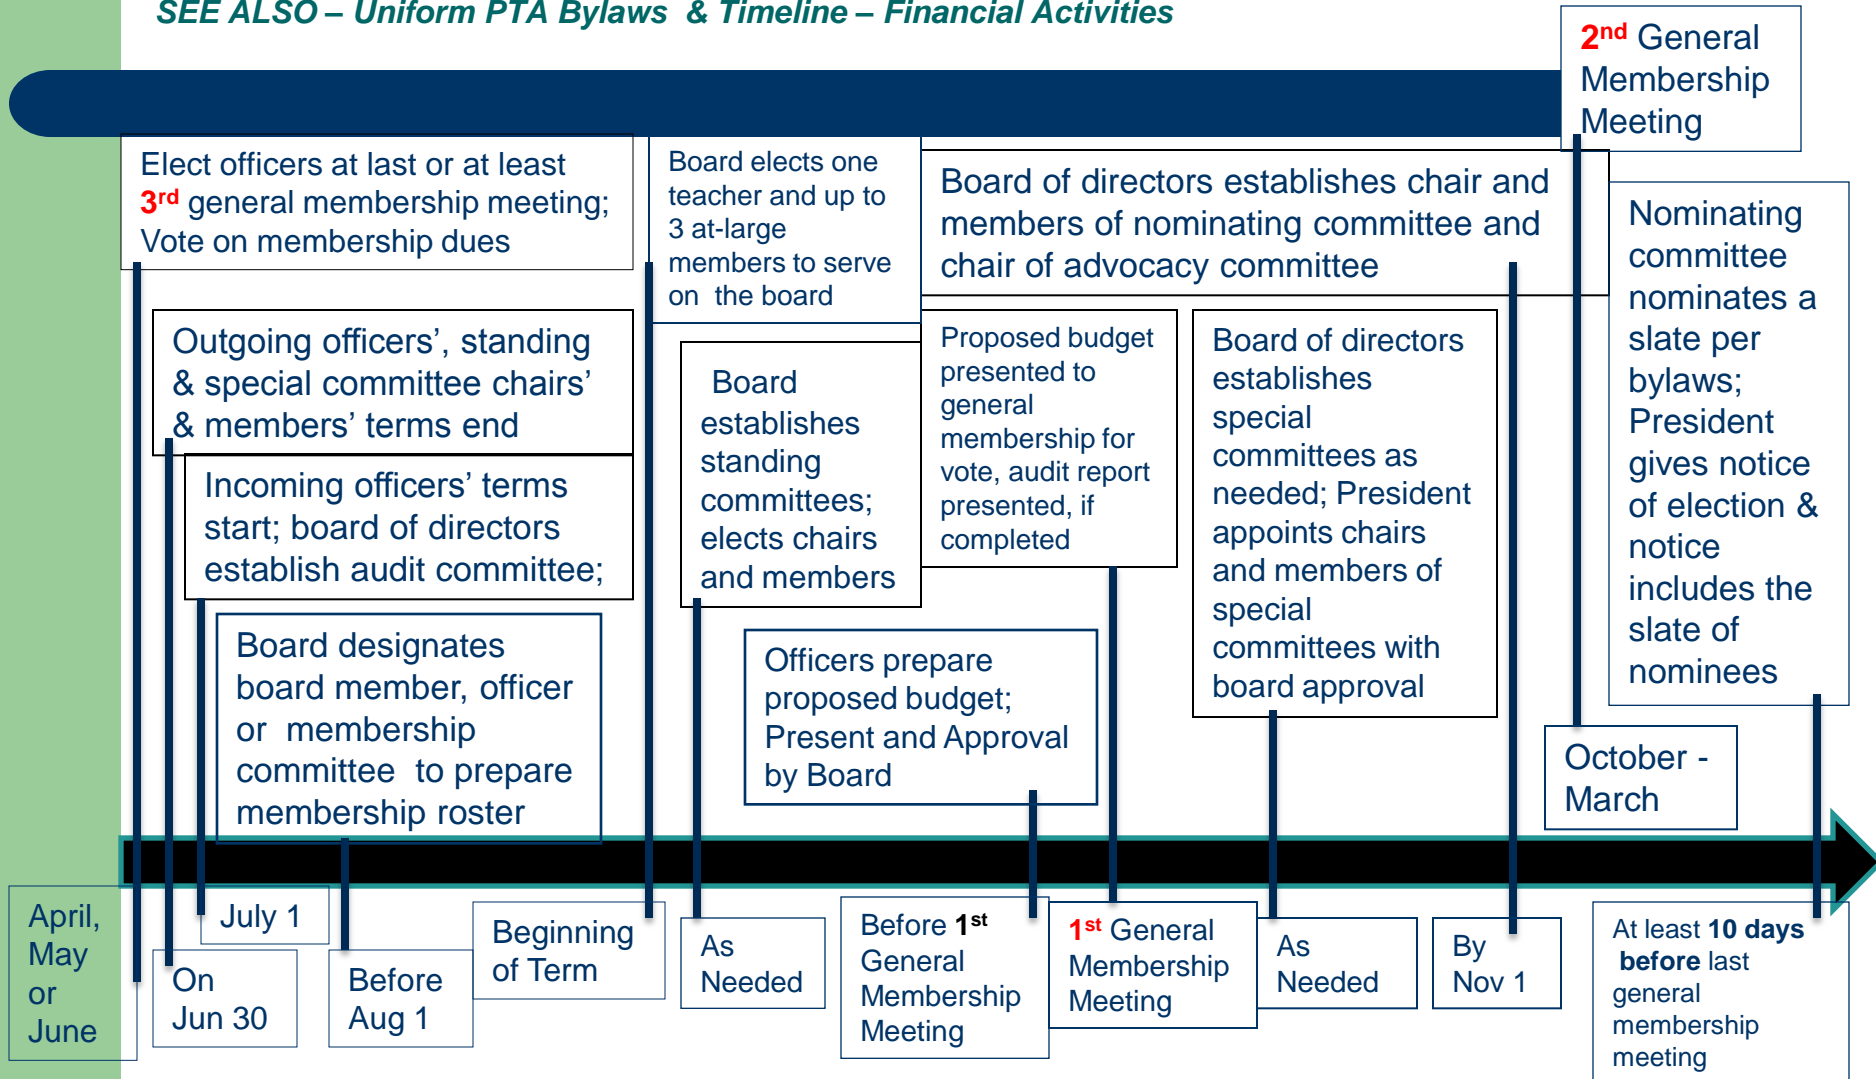 SEE ALSO – Uniform PTA Bylaws & Timeline – Financial Activities
2nd General
Membership
Meeting
Elect officers at last or at least
3rd general membership meeting;
Vote on membership dues
Board elects one
teacher and up to
3 at-large
members to serve
on the board
Board of directors establishes chair and
members of nominating committee and
chair of advocacy committee
Nominating
committee
nominates a
slate per
bylaws;
President
gives notice
of election &
notice
includes the
slate of
nominees
Outgoing officers’, standing
& special committee chairs’
& members’ terms end
Incoming officers’ terms
start; board of directors
establish audit committee;
Board designates
board member, officer
or membership
committee to prepare
membership roster
Board
establishes
standing
committees;
elects chairs
and members
Proposed budget
presented to
general
membership for
vote, audit report
presented, if
completed
Officers prepare
proposed budget;
Present and Approval
by Board
Board of directors
establishes
special
committees as
needed; President
appoints chairs
and members of
special
committees with
board approval
October -
March
April,
May
or
June
On
Jun 30
July 1
Before
Aug 1
Beginning
of Term
As
Needed
Before 1st
General
Membership
Meeting
1st General
Membership
Meeting
As
Needed
By
Nov 1
At least 10 days
before last
general
membership
meeting